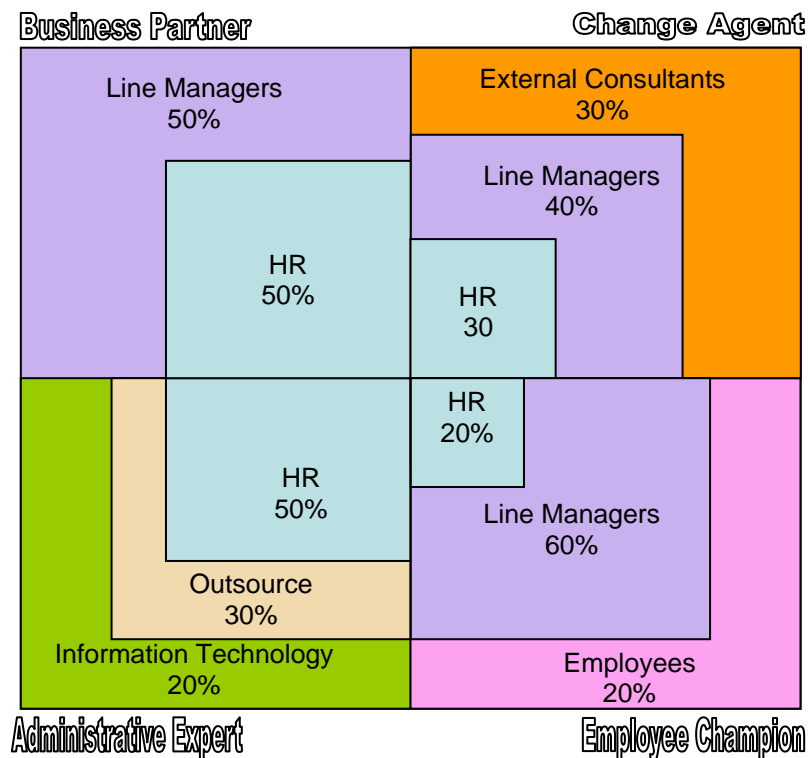 Business Partner
Change Agent
Line Managers
50%
HR
50%
External Consultants
30%
Line Managers
40%
HR
30
HR
50%
Outsource
30%
Information Technology
20%
HR
20%
Line Managers
60%
Employees
20%
Administrative Expert
Employee Champion